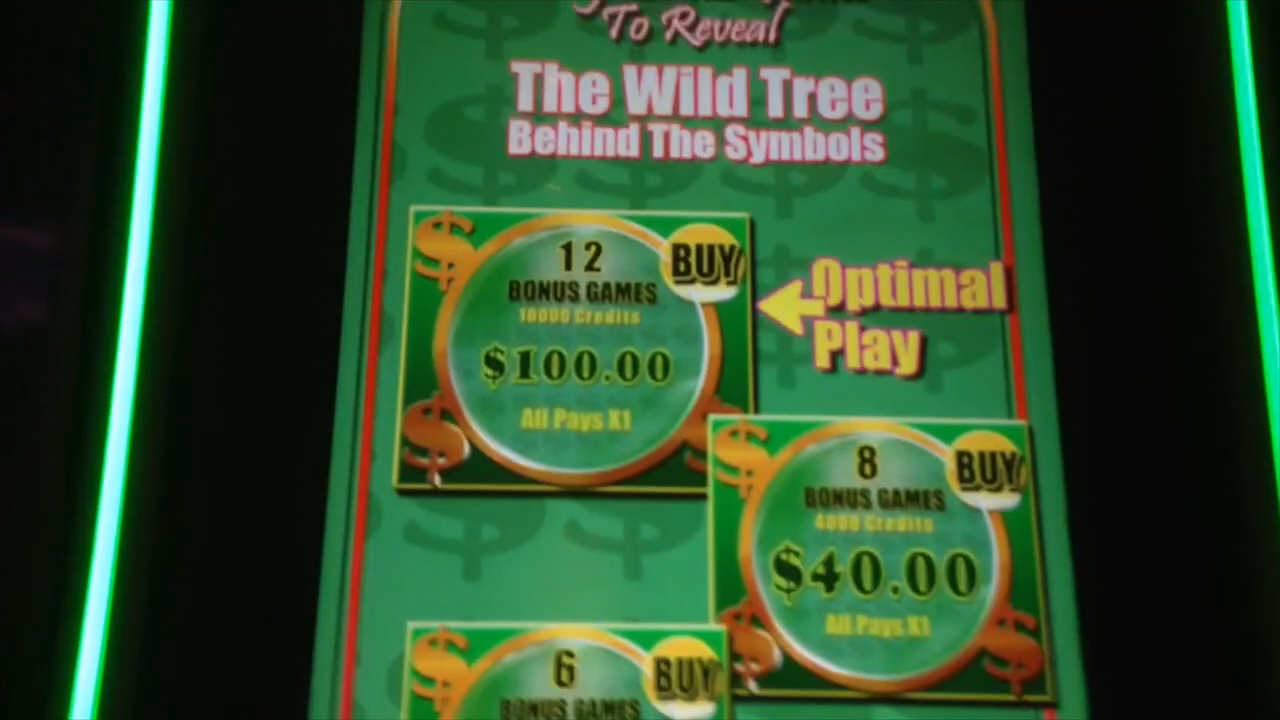 To Reveal
The Wild Tree
Behind The Symbols
12
BONUS GAMES
10000 Credits
$100.00
All Pays X1
BUY
Optimal
Play
8
BONUS GAMES
4000 Credits
$40.00
All Pays X1
BUY
6
BONUS GAMES
BUY